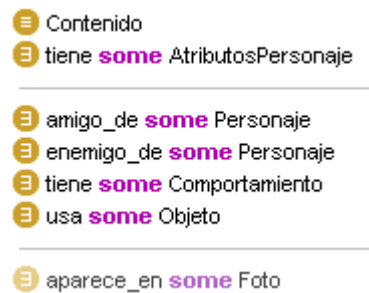 Contenido
tiene some AtributosPersonaje
amigo_de some Personaje
enemigo_de some Personaje
tiene some Comportamiento
usa some Objeto
aparece_en some Foto